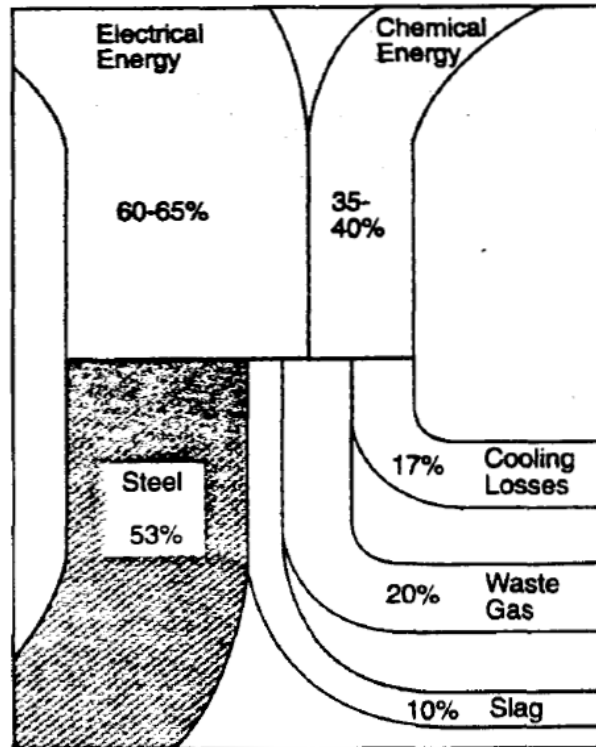 Electrical
Energy
Chemical
Energy
60-65%
35-
40%
Steel
53%
17% Cooling
Losses
20% Waste
Gas
10% Slag